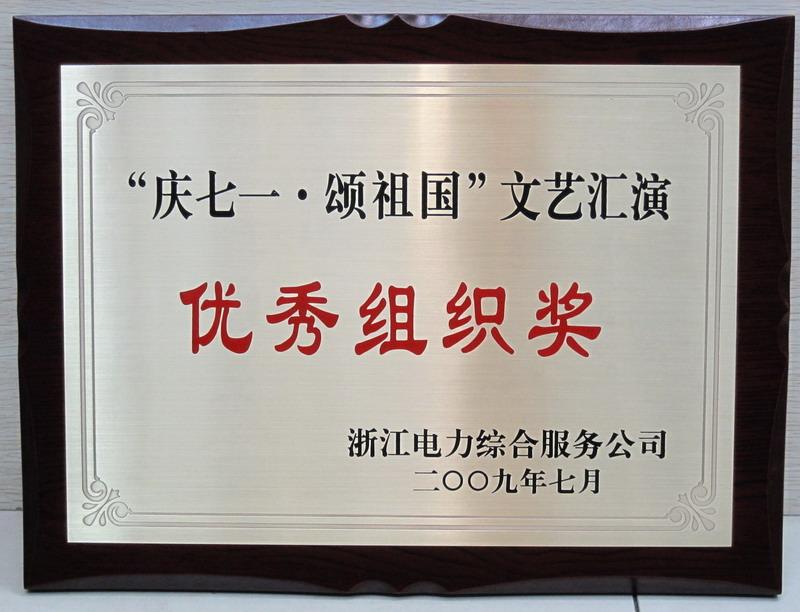 “庆七一·颂祖国”文艺汇演
优秀组织奖
浙江电力综合服务公司
二〇〇九年七月